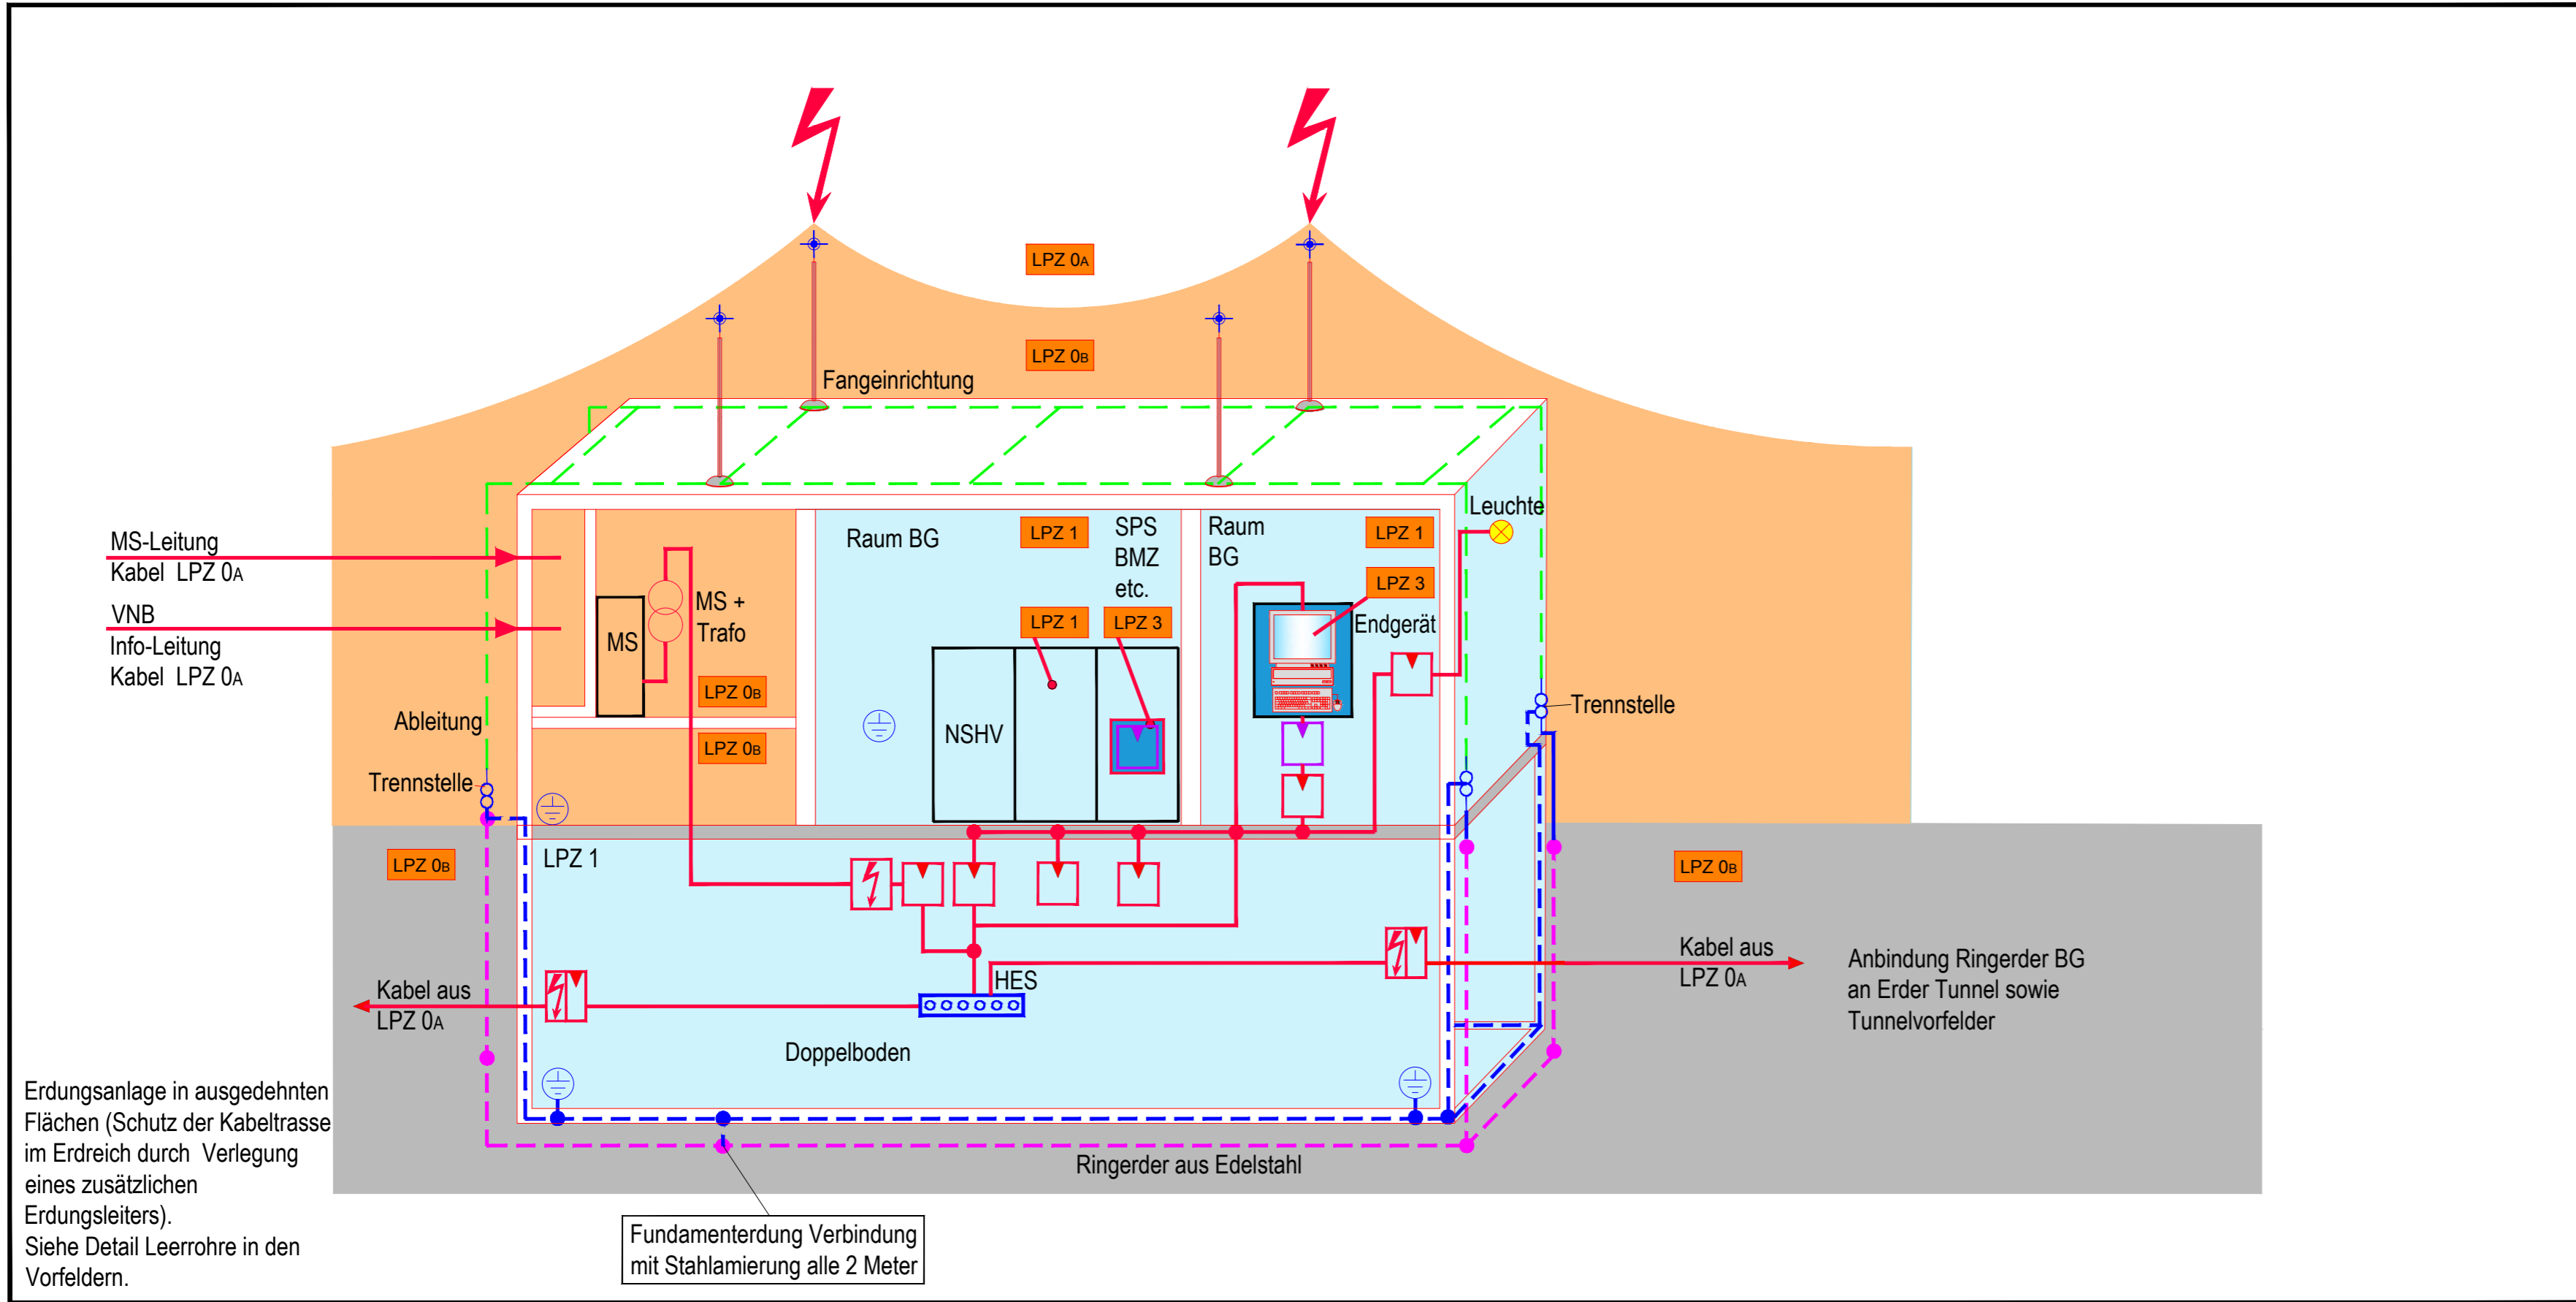 LPZ 0A
LPZ 0B
Fangeinrichtung
MS-Leitung
Kabel LPZ 0A
VNB
Info-Leitung
Kabel LPZ 0A
Ableitung
Trennstelle
MS
MS +
Trafo
LPZ 0B
LPZ 0B
Raum BG
LPZ 1
SPS
BMZ
etc.
LPZ 1
LPZ 3
NSHV
Raum
BG
LPZ 1
LPZ 3
Endgerät
Leuchte
Trennstelle
LPZ 0B
LPZ 1
LPZ 0B
Kabel aus
LPZ 0A
HES
Doppelboden
Kabel aus
LPZ 0A
Anbindung Ringerder BG
an Erder Tunnel sowie
Tunnelvorfelder
Erdungsanlage in ausgedehnten
Flächen (Schutz der Kabeltrasse
im Erdreich durch Verlegung
eines zusätzlichen
Erdungsleiters).
Siehe Detail Leerrohre in den
Vorfeldern.
Ringerder aus Edelstahl
Fundamenterdung Verbindung
mit Stahlamierung alle 2 Meter